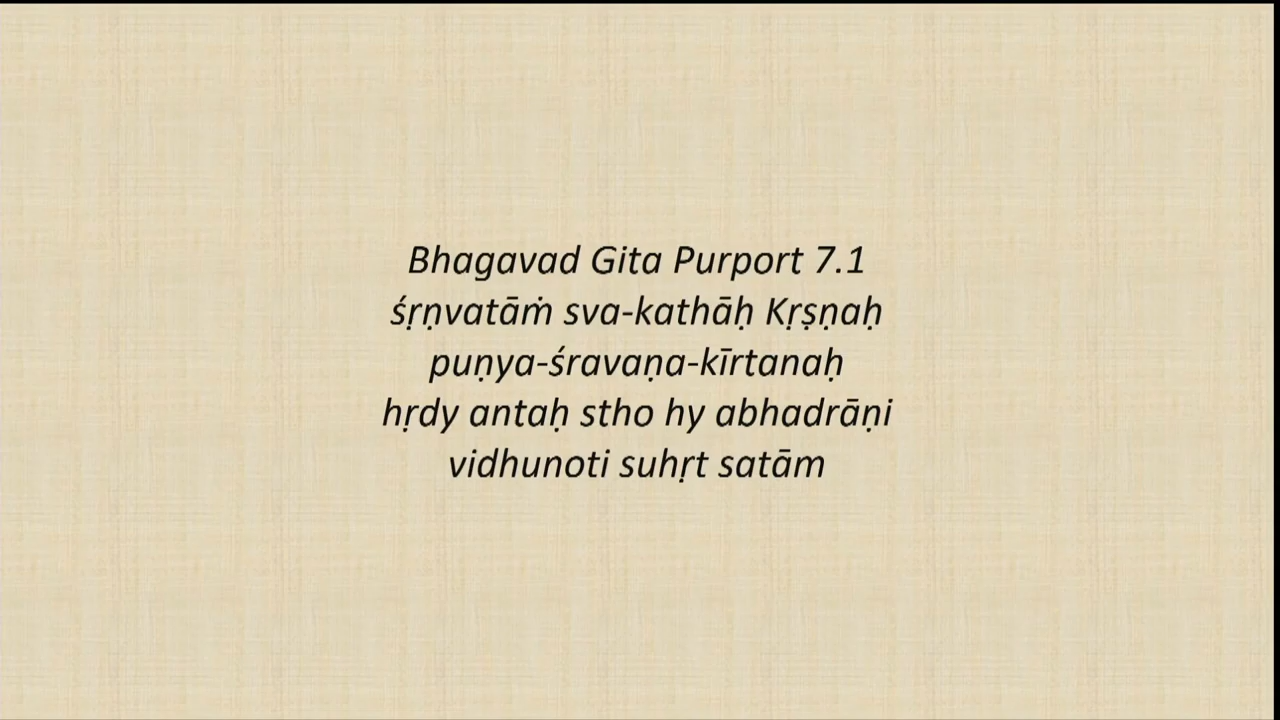 Bhagavad Gita Purport 7.1
śṛṇvatāṁ sva-kathāḥ Kṛṣṇaḥ
puṇya-śravaṇa-kīrtanaḥ
hṛdy antaḥ stho hy abhadrāṇi
vidhunoti suhṛt satām